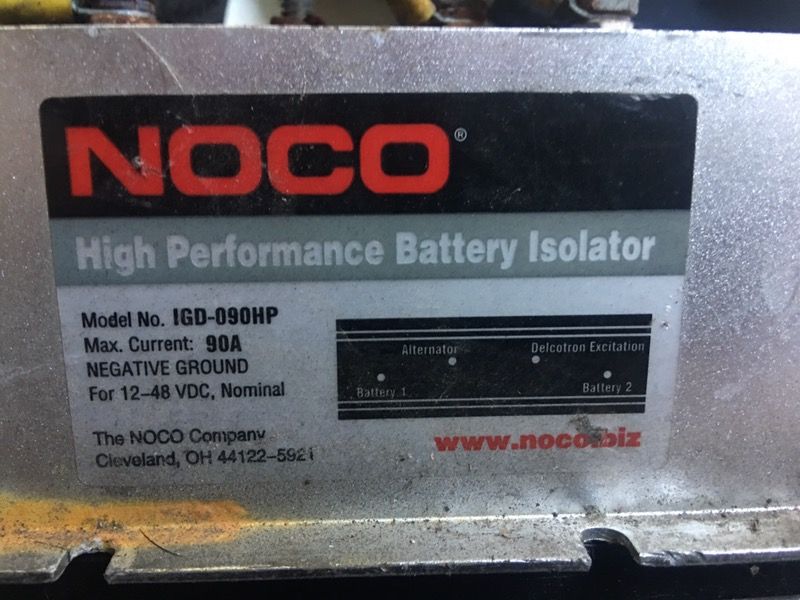 NOCO®
High Performance Battery Isolator
Model No. IGD-090HP
Max. Current: 90A
NEGATIVE GROUND
For 12–48 VDC, Nominal
The NOCO Company
Cleveland, OH 44122–5921
Alternator
Delcotron Excitation
Battery 1
Battery 2
www.noco.biz